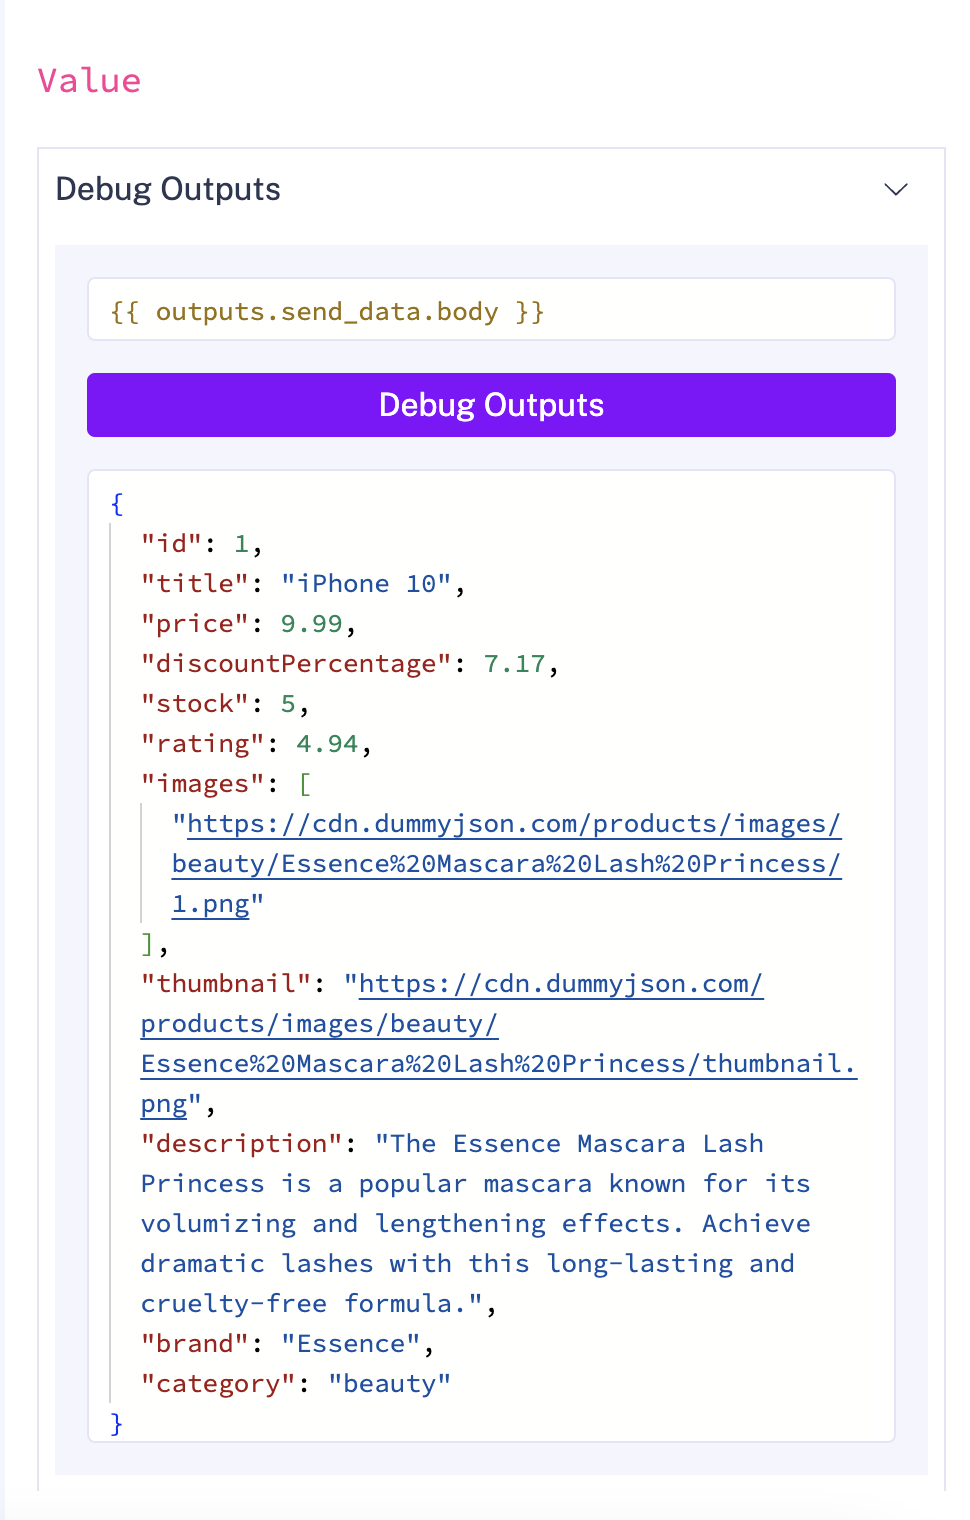 Value
Debug Outputs
{{ outputs.send_data.body }}
Debug Outputs
{
"id": 1,
"title": "iPhone 10",
"price": 9.99,
"discountPercentage": 7.17,
"stock": 5,
"rating": 4.94,
"images": [
"https://cdn.dummyjson.com/products/images/
beauty/Essence%20Mascara%20Lash%20Princess/
1.png"
],
"thumbnail": "https://cdn.dummyjson.com/
products/images/beauty/
Essence%20Mascara%20Lash%20Princess/thumbnail.
png",
"description": "The Essence Mascara Lash
Princess is a popular mascara known for its
volumizing and lengthening effects. Achieve
dramatic lashes with this long-lasting and
cruelty-free formula.",
"brand": "Essence",
"category": "beauty"
}